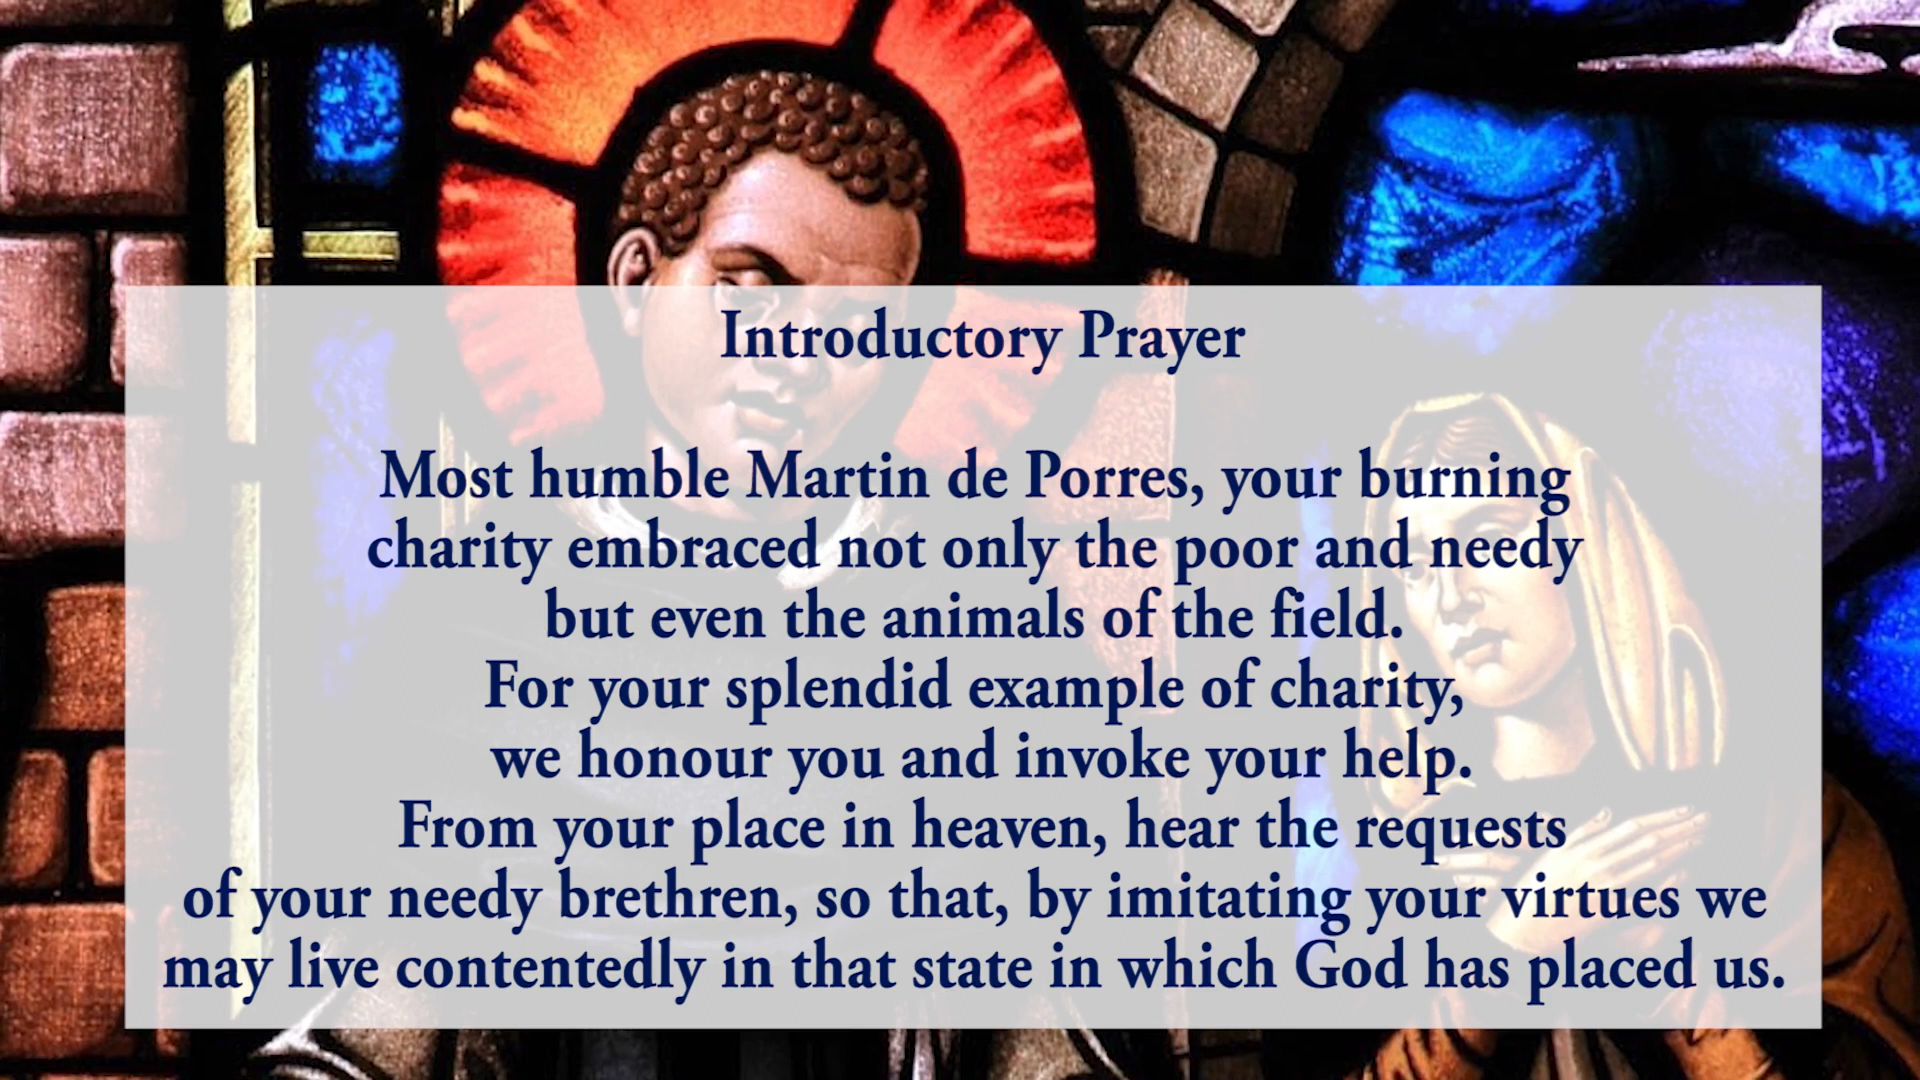 Introductory Prayer
Most humble Martin de Porres, your burning
charity embraced not only the poor and needy
but even the animals of the field.
For your splendid example of charity,
we honour you and invoke your help.
From your place in heaven, hear the requests
of your needy brethren, so that, by imitating your virtues we
may live contentedly in that state in which God has placed us.